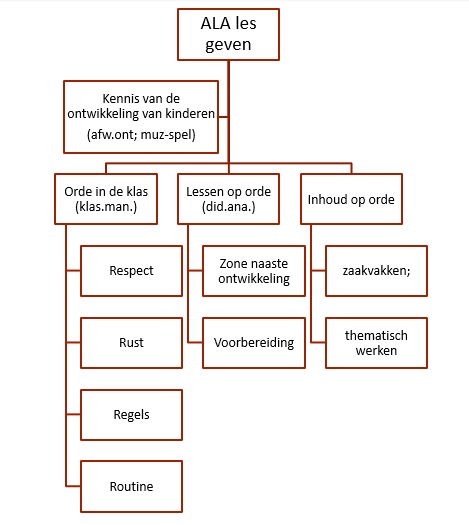 ALA les
geven
Kennis van de
ontwikkeling van kinderen
(afw.ont; muz-spel)
Orde in de klas
(klas.man.)
Lessen op orde
(did.ana.)
Inhoud op orde
Respect
Zone naaste
ontwikkeling
zaakvakken;
Rust
Voorbereiding
thematisch
werken
Regels
Routine